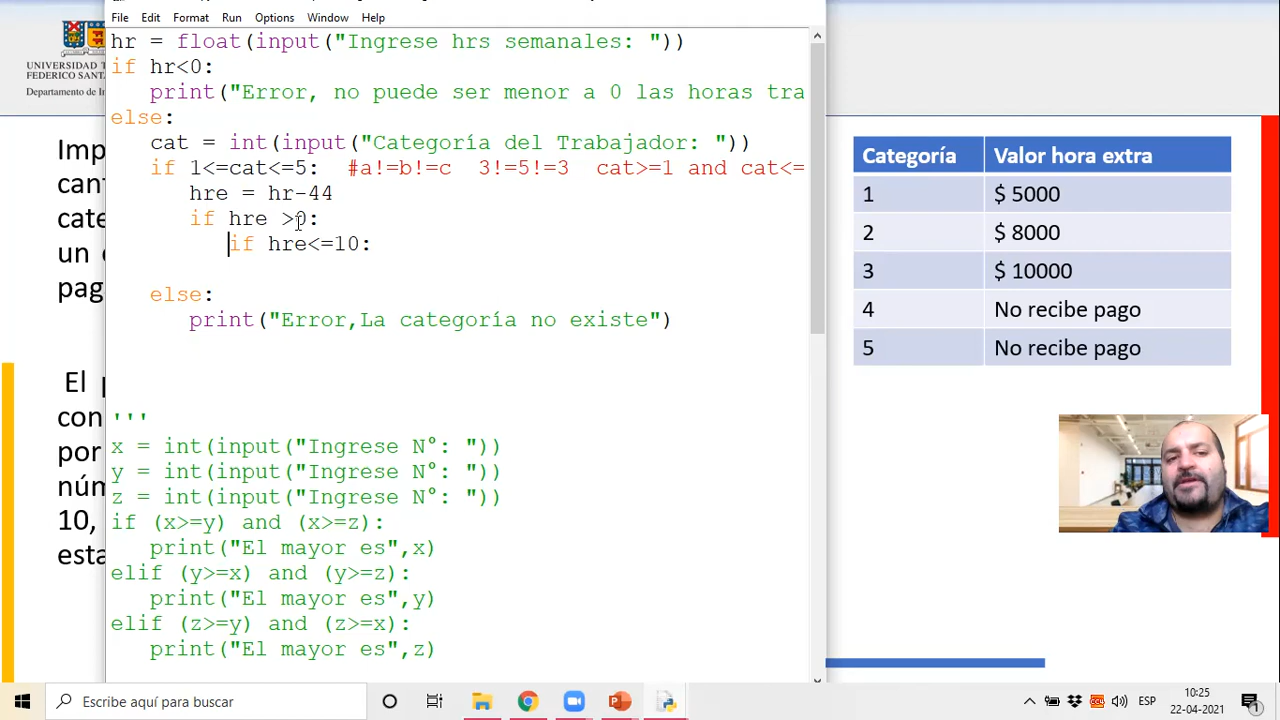 File Edit Format Run Options Window Help
UNIVERSIDAD T
FEDERICO SANT
Departamento de In
hr = float(input("Ingrese hrs semanales: "))
if hr<0:
print("Error, no puede ser menor a 0 las horas tra
else:
cat = int(input("Categoría del Trabajador: "))
if 1<=cat<=5: #a!=b!=c 3!=5!=3 cat>=1 and cat<=
hre = hr-44
if hre >0:
if hre<=10:
else:
print("Error,La categoría no existe")
'''
x = int(input("Ingrese N°: "))
y = int(input("Ingrese N°: "))
z = int(input("Ingrese N°: "))
if (x>=y) and (x>=z):
print("El mayor es",x)
elif (y>=x) and (y>=z):
print("El mayor es",y)
elif (z>=y) and (z>=x):
print("El mayor es",z)
Imp
cant
cate
un
pag
El
con
por
núm
10,
esta
Categoría Valor hora extra
1 $ 5000
2 $ 8000
3 $ 10000
4 No recibe pago
5 No recibe pago
Escribe aquí para buscar
ESP
10:25
22-04-2021
1